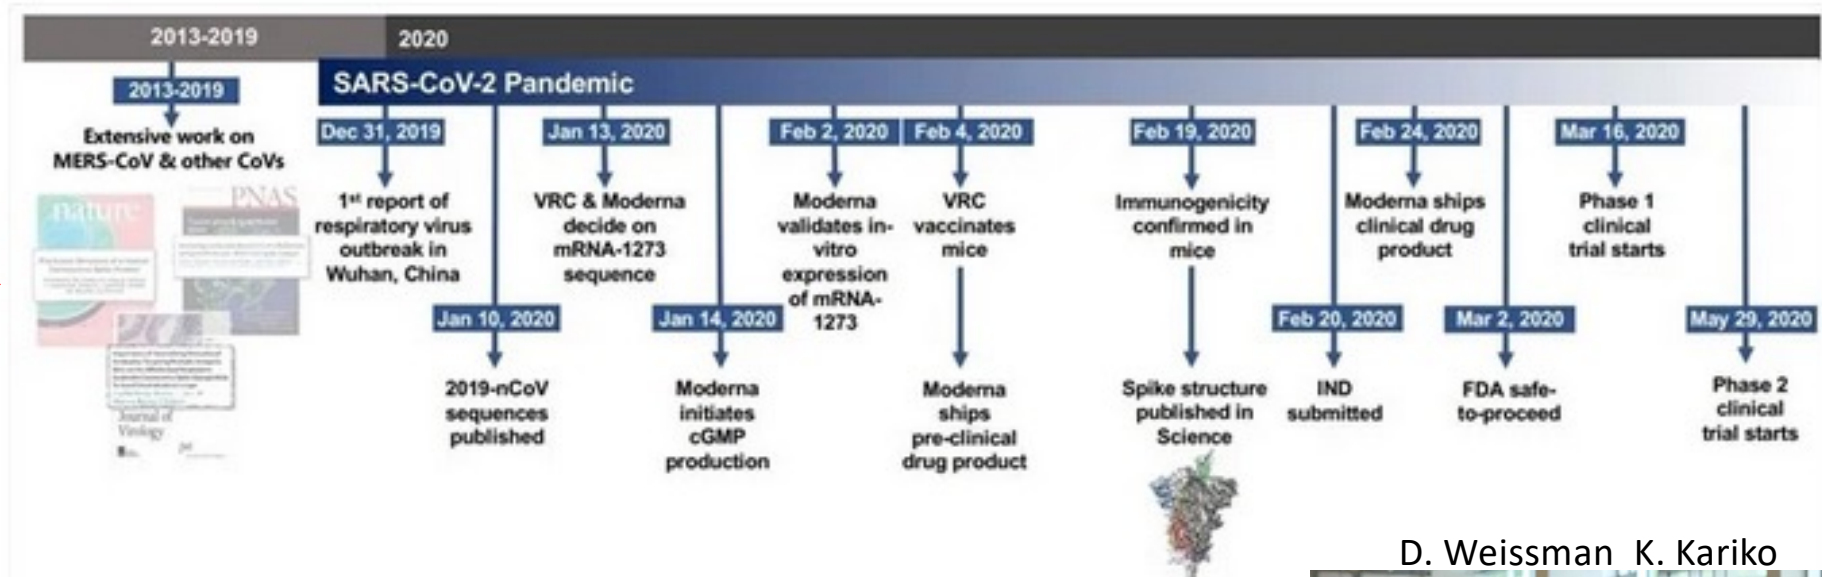 2013-2019
2020
SARS-CoV-2 Pandemic
2013-2019
Extensive work on
MERS-CoV & other CoVs
nature
PNAS
Journal of
Virology
Dec 31, 2019
1st report of
respiratory virus
outbreak in
Wuhan, China
Jan 10, 2020
2019-nCoV
sequences
published
Jan 13, 2020
VRC & Moderna
decide on
mRNA-1273
sequence
Jan 14, 2020
Moderna
initiates
cGMP
production
Feb 2, 2020
Moderna
validates in-
vitro
expression
of mRNA-
1273
Feb 4, 2020
VRC
vaccinates
mice
Moderna
ships
pre-clinical
drug product
Feb 19, 2020
Immunogenicity
confirmed in
mice
Spike structure
published in
Science
Feb 20, 2020
IND
submitted
Feb 24, 2020
Moderna ships
clinical drug
product
Mar 2, 2020
FDA safe-
to-proceed
Mar 16, 2020
Phase 1
clinical
trial starts
May 29, 2020
Phase 2
clinical
trial starts
D. Weissman K. Kariko